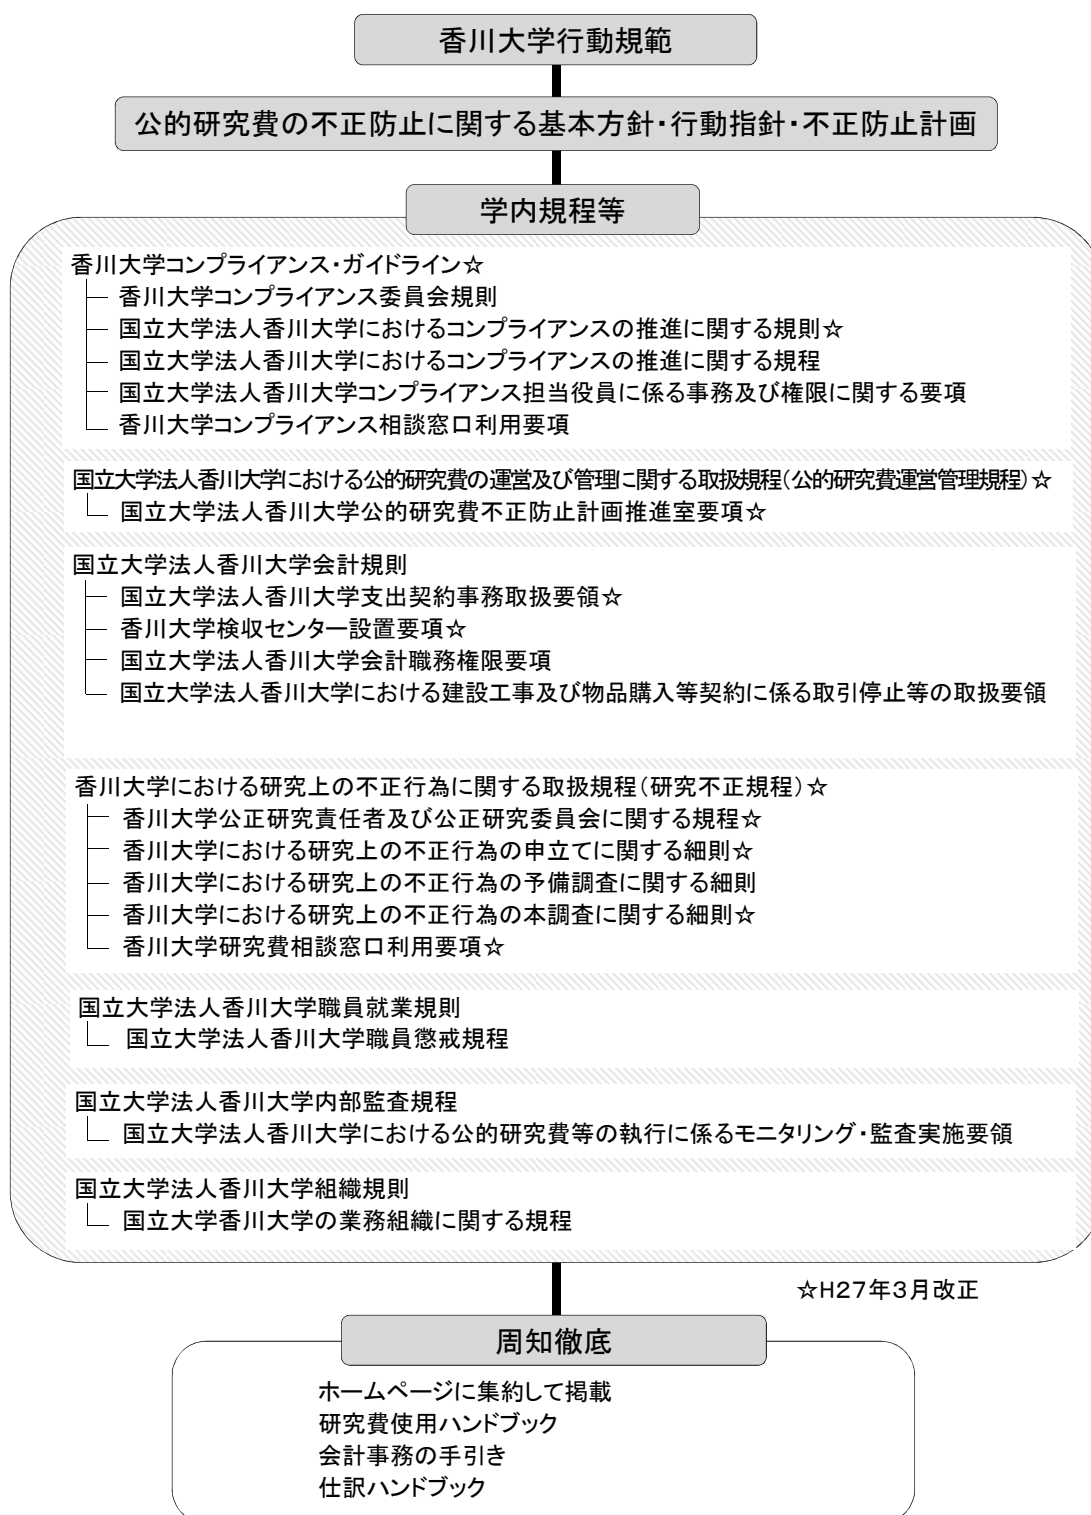 香川大学行動規範
公的研究費の不正防止に関する基本方針・行動指針・不正防止計画
学内規程等
香川大学コンプライアンス・ガイドライン☆
香川大学コンプライアンス委員会規則
国立大学法人香川大学におけるコンプライアンスの推進に関する規則☆
国立大学法人香川大学におけるコンプライアンスの推進に関する規程
国立大学法人香川大学コンプライアンス担当役員に係る事務及び権限に関する要項
香川大学コンプライアンス相談窓口利用要項
国立大学法人香川大学における公的研究費の運営及び管理に関する取扱規程（公的研究費運営管理規程）☆
国立大学法人香川大学公的研究費不正防止計画推進室要項☆
国立大学法人香川大学会計規則
国立大学法人香川大学支出契約事務取扱要領☆
香川大学検収センター設置要項☆
国立大学法人香川大学会計職務権限要項
国立大学法人香川大学における建設工事及び物品購入等契約に係る取引停止等の取扱要領
香川大学における研究上の不正行為に関する取扱規程（研究不正規程）☆
香川大学公正研究責任者及び公正研究委員会に関する規程☆
香川大学における研究上の不正行為の申立てに関する細則☆
香川大学における研究上の不正行為の予備調査に関する細則
香川大学における研究上の不正行為の本調査に関する細則☆
香川大学研究費相談窓口利用要項☆
国立大学法人香川大学職員就業規則
国立大学法人香川大学職員懲戒規程
国立大学法人香川大学内部監査規程
国立大学法人香川大学における公的研究費等の執行に係るモニタリング・監査実施要領
国立大学法人香川大学組織規則
国立大学香川大学の業務組織に関する規程
☆H27年3月改正
周知徹底
ホームページに集約して掲載
研究費使用ハンドブック
会計事務の手引き
仕訳ハンドブック